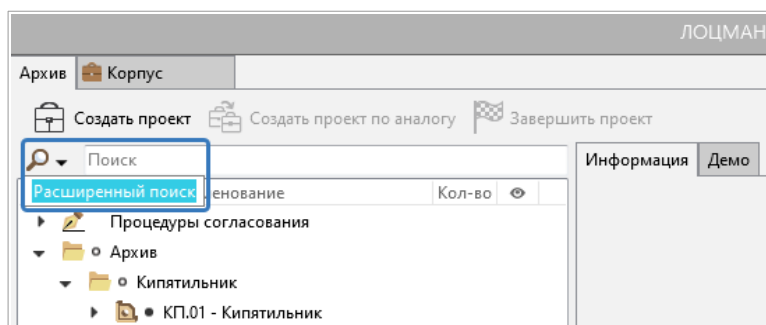 ЛОЦМАН
Архив Корпус
Создать проект Создать проект по аналогу Завершить проект
Поиск Информация Демо
Расширенный поиск енование Кол-во
Процедуры согласования
Архив
Кипятильник
КП.01 - Кипятильник